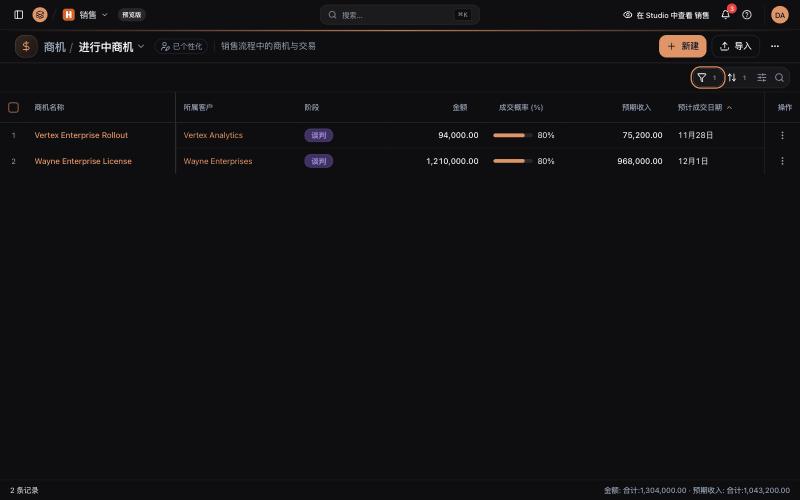 销售 预览版 搜索... ⌘K 在 Studio 中查看 销售 3 DA
商机 / 进行中商机 已个性化 销售流程中的商机与交易 新建 导入
1 1
商机名称 所属客户 阶段 金额 成交概率 (%) 预期收入 预计成交日期 操作
1 Vertex Enterprise Rollout Vertex Analytics 谈判 94,000.00 80% 75,200.00 11月28日
2 Wayne Enterprise License Wayne Enterprises 谈判 1,210,000.00 80% 968,000.00 12月1日
2 条记录 金额: 合计:1,304,000.00 · 预期收入: 合计:1,043,200.00